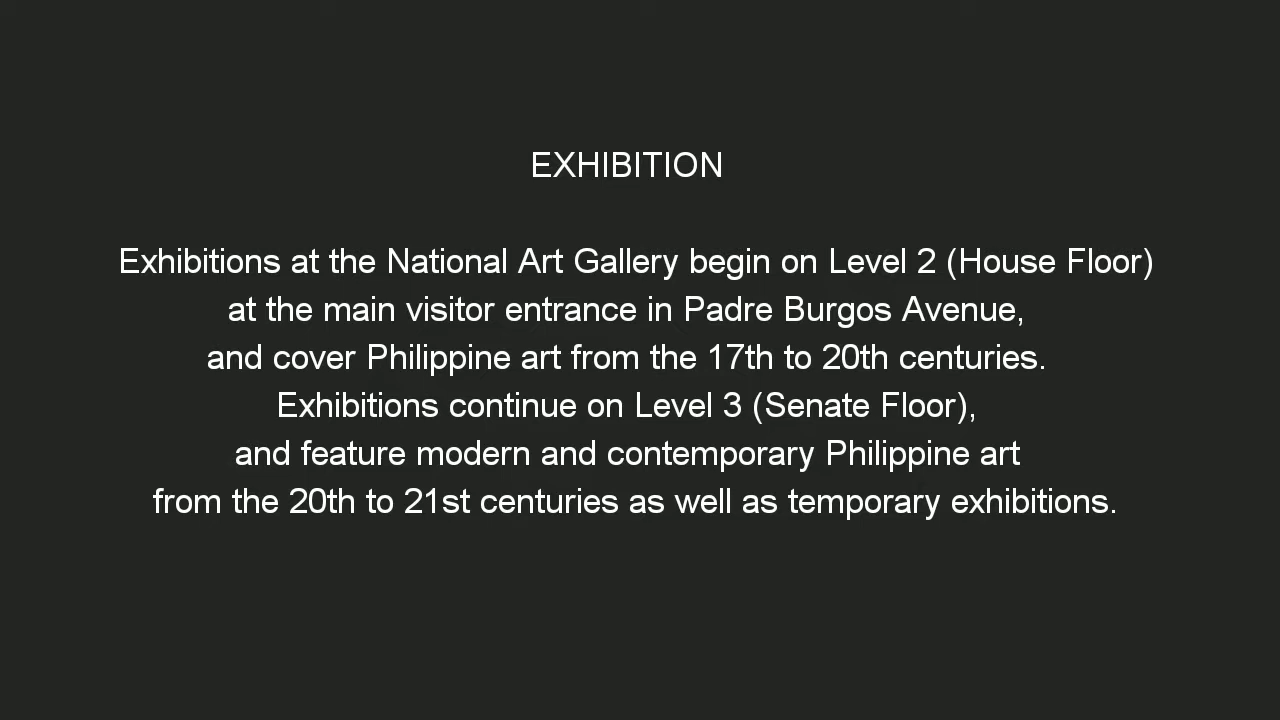 EXHIBITION
Exhibitions at the National Art Gallery begin on Level 2 (House Floor)
at the main visitor entrance in Padre Burgos Avenue,
and cover Philippine art from the 17th to 20th centuries.
Exhibitions continue on Level 3 (Senate Floor),
and feature modern and contemporary Philippine art
from the 20th to 21st centuries as well as temporary exhibitions.